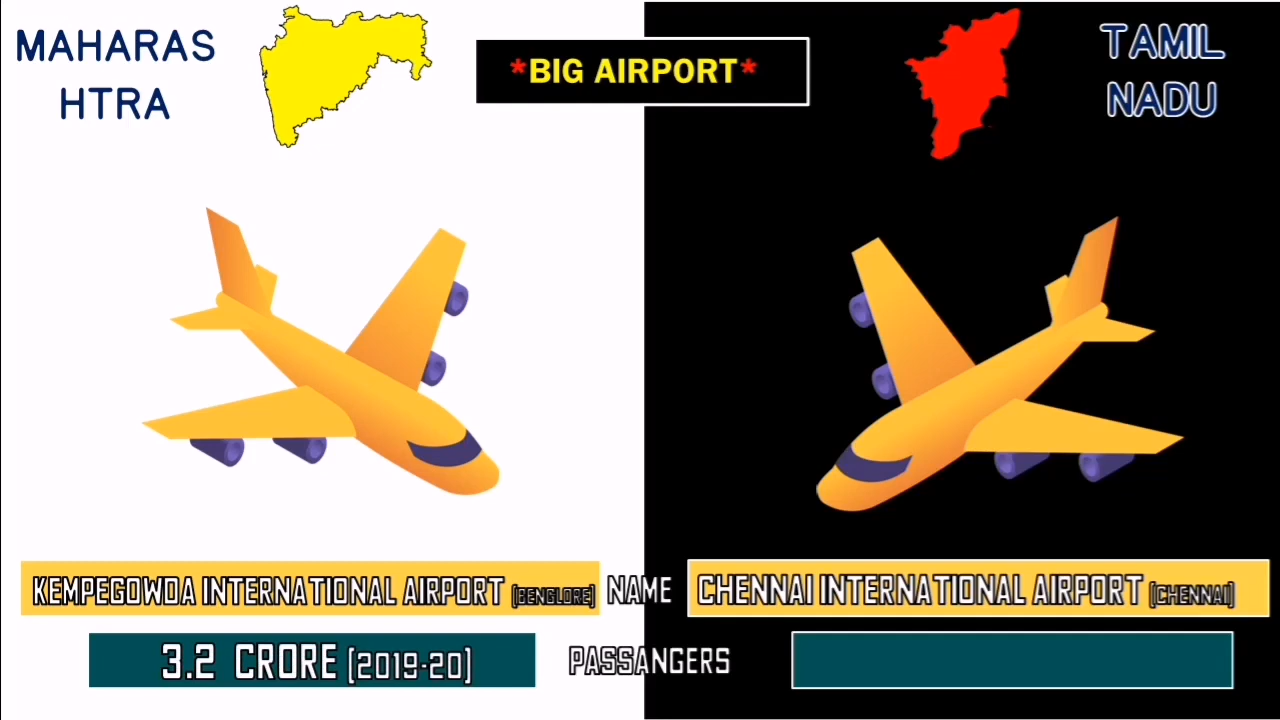 MAHARAS
HTRA
*BIG AIRPORT*
TAMIL
NADU
KEMPEGOWDA INTERNATIONAL AIRPORT (BENGLORE)
NAME
CHENNAI INTERNATIONAL AIRPORT (CHENNAI)
3.2 CRORE (2019-20)
PASSANGERS